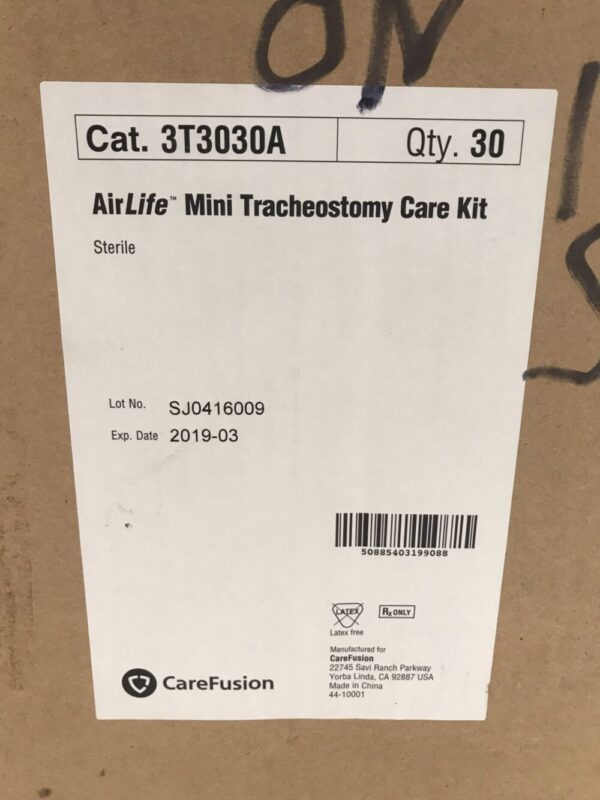 ON
Cat. 3T3030A Qty. 30
AirLife™ Mini Tracheostomy Care Kit
Sterile
Lot No. SJ0416009
Exp. Date 2019-03
50885403199088
LATEX
Rx ONLY
Latex free
Manufactured for
CareFusion
22745 Savi Ranch Parkway
Yorba Linda, CA 92887 USA
Made in China
44-10001
CareFusion